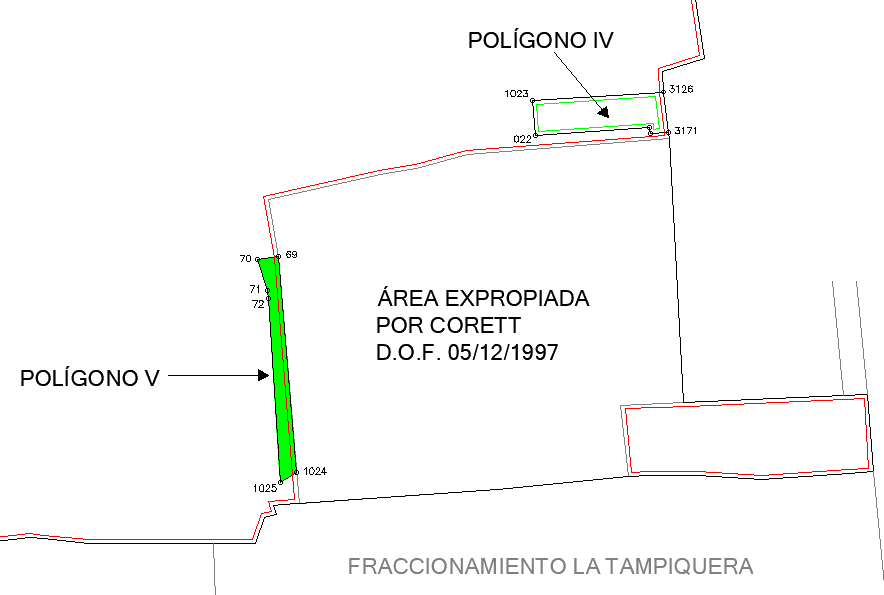 POLÍGONO IV
1023
3126
022
3171
70
69
71
72
ÁREA EXPROPIADA
POR CORETT
D.O.F. 05/12/1997
POLÍGONO V
1024
1025
FRACCIONAMIENTO LA TAMPIQUERA